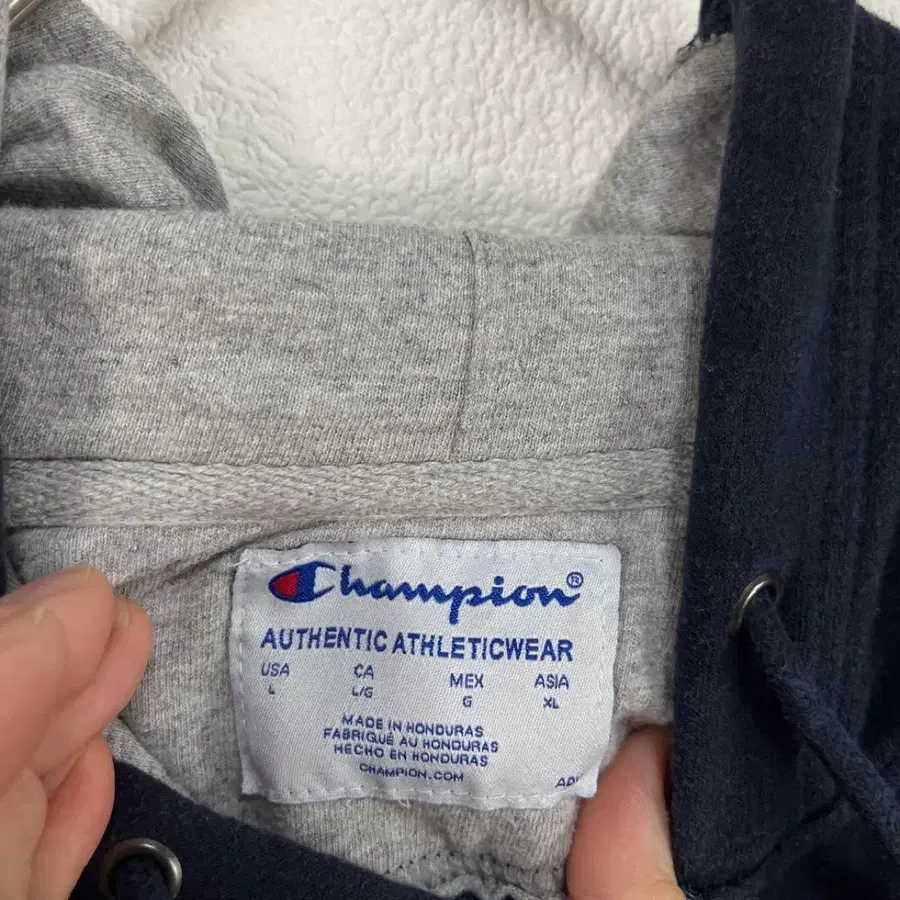 Champion®
AUTHENTIC ATHLETICWEAR
USA CA MEX ASIA
L L/G G XL
MADE IN HONDURAS
FABRIQUÉ AU HONDURAS
HECHO EN HONDURAS
CHAMPION.COM